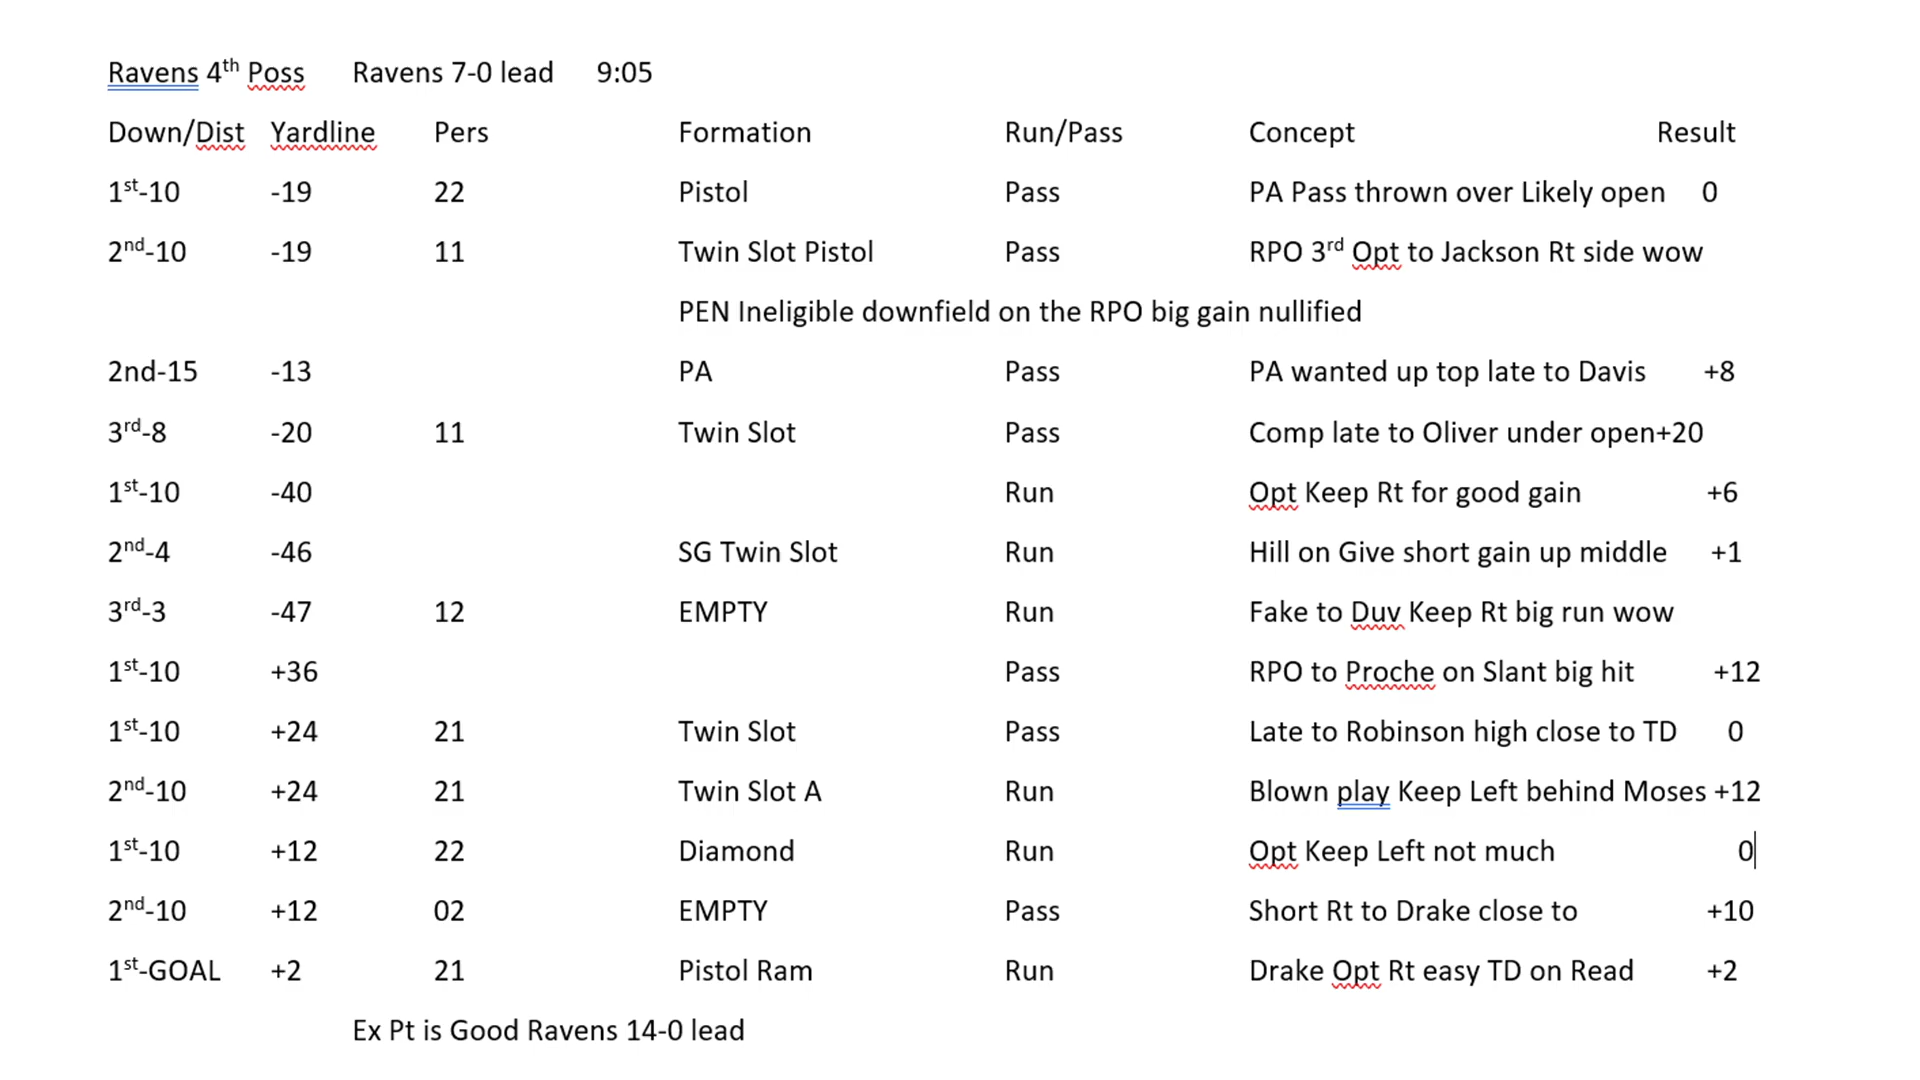 Ravens 4th Poss Ravens 7-0 lead 9:05
Down/Dist Yardline Pers Formation Run/Pass Concept Result
1st-10 -19 22 Pistol Pass PA Pass thrown over Likely open 0
2nd-10 -19 11 Twin Slot Pistol Pass RPO 3rd Opt to Jackson Rt side wow
PEN Ineligible downfield on the RPO big gain nullified
2nd-15 -13 PA Pass PA wanted up top late to Davis +8
3rd-8 -20 11 Twin Slot Pass Comp late to Oliver under open+20
1st-10 -40 Run Opt Keep Rt for good gain +6
2nd-4 -46 SG Twin Slot Run Hill on Give short gain up middle +1
3rd-3 -47 12 EMPTY Run Fake to Duv Keep Rt big run wow
1st-10 +36 Pass RPO to Proche on Slant big hit +12
1st-10 +24 21 Twin Slot Pass Late to Robinson high close to TD 0
2nd-10 +24 21 Twin Slot A Run Blown play Keep Left behind Moses +12
1st-10 +12 22 Diamond Run Opt Keep Left not much 0
2nd-10 +12 02 EMPTY Pass Short Rt to Drake close to +10
1st-GOAL +2 21 Pistol Ram Run Drake Opt Rt easy TD on Read +2
Ex Pt is Good Ravens 14-0 lead